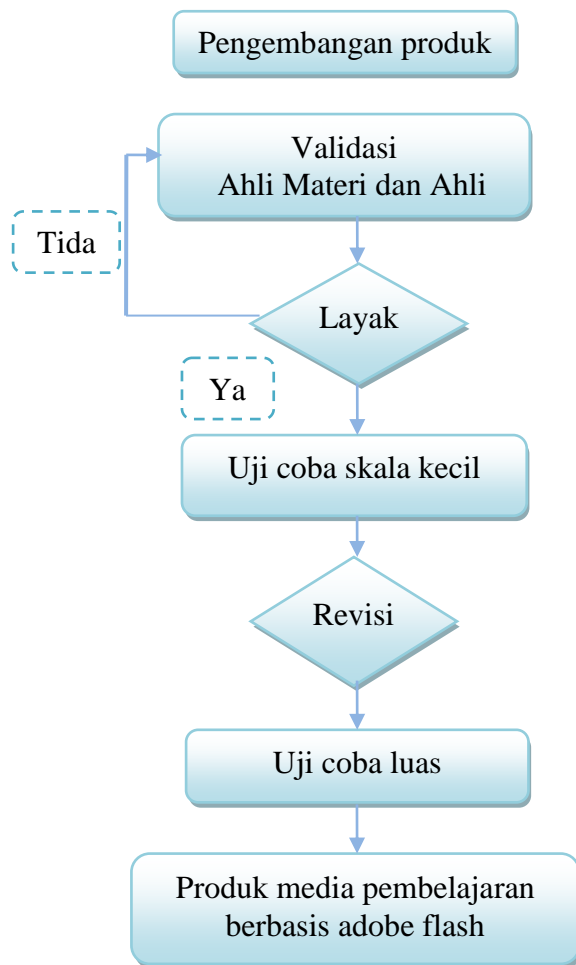 Pengembangan produk
Validasi
Ahli Materi dan Ahli
Tida
Layak
Ya
Uji coba skala kecil
Revisi
Uji coba luas
Produk media pembelajaran
berbasis adobe flash